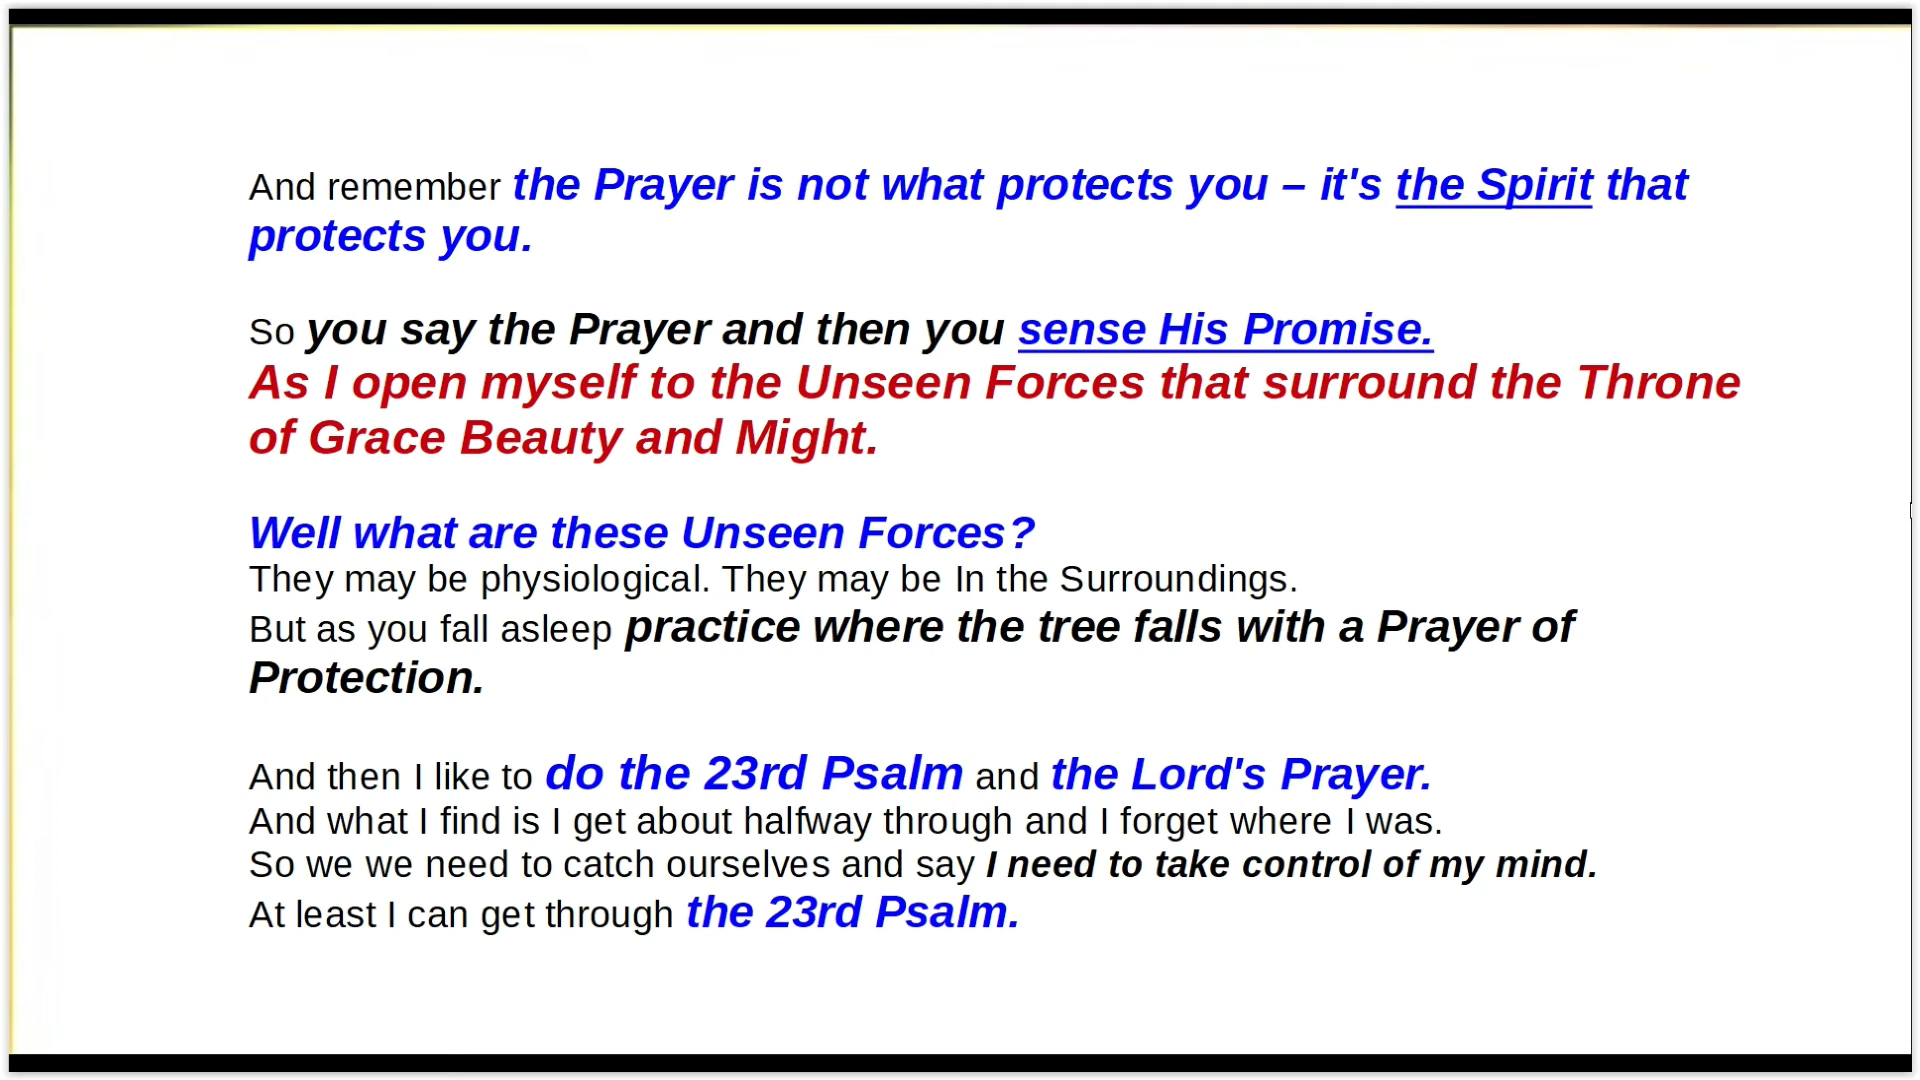 And remember the Prayer is not what protects you – it's the Spirit that
protects you.
So you say the Prayer and then you sense His Promise.
As I open myself to the Unseen Forces that surround the Throne
of Grace Beauty and Might.
Well what are these Unseen Forces?
They may be physiological. They may be In the Surroundings.
But as you fall asleep practice where the tree falls with a Prayer of
Protection.
And then I like to do the 23rd Psalm and the Lord's Prayer.
And what I find is I get about halfway through and I forget where I was.
So we we need to catch ourselves and say I need to take control of my mind.
At least I can get through the 23rd Psalm.